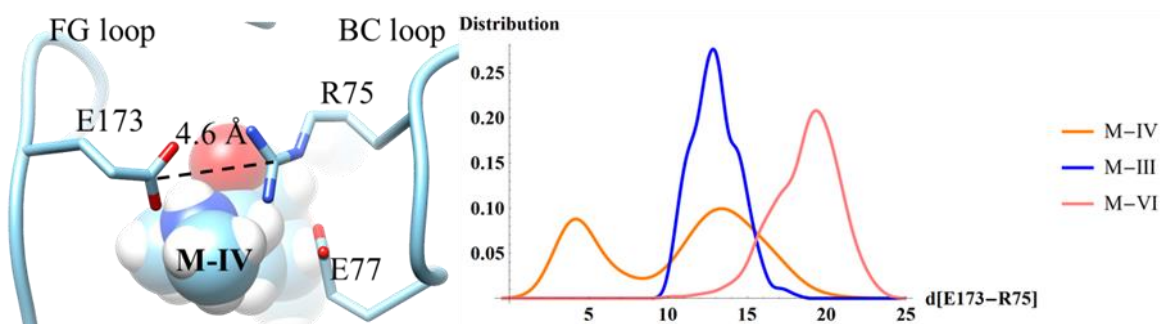 FG loop
BC loop
R75
E173
4.6 Å
M-IV
E77
Distribution
0.25
0.20
0.15
0.10
0.05
5
10
15
20
25
d[E173−R75]
M−IV
M−III
M−VI